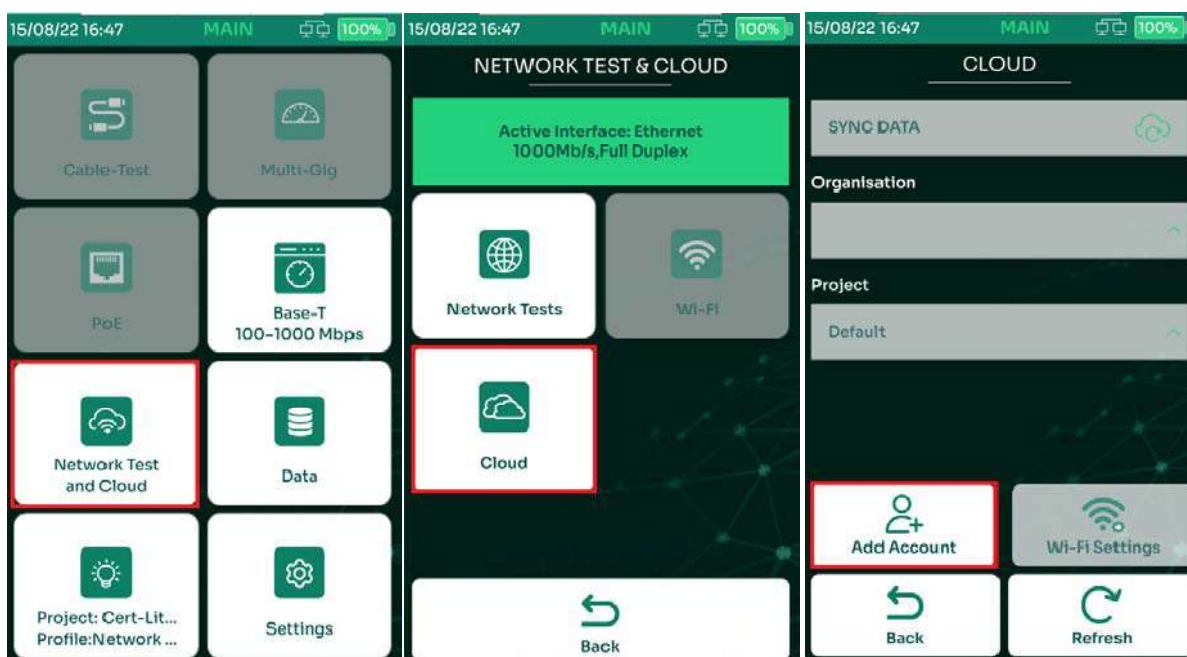 15/08/22 16:47 MAIN 100%
Cable-Test
Multi-Gig
PoE
Base-T
100-1000 Mbps
Network Test
and Cloud
Data
Project: Cert-Lit...
Profile:Network ...
Settings
15/08/22 16:47 MAIN 100%
NETWORK TEST & CLOUD
Active Interface: Ethernet
1000Mb/s,Full Duplex
Network Tests
Wi-Fi
Cloud
Back
15/08/22 16:47 MAIN 100%
CLOUD
SYNC DATA
Organisation
Project
Default
Add Account
Wi-Fi Settings
Back
Refresh